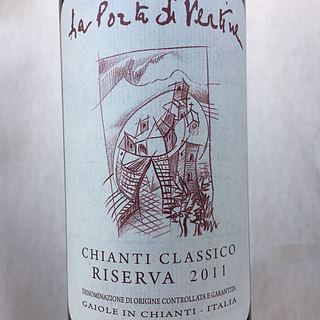 La Porta di Vertine
CHIANTI CLASSICO
RISERVA 2011
DENOMINAZIONE DI ORIGINE CONTROLLATA E GARANTITA
GAIOLE IN CHIANTI - ITALIA